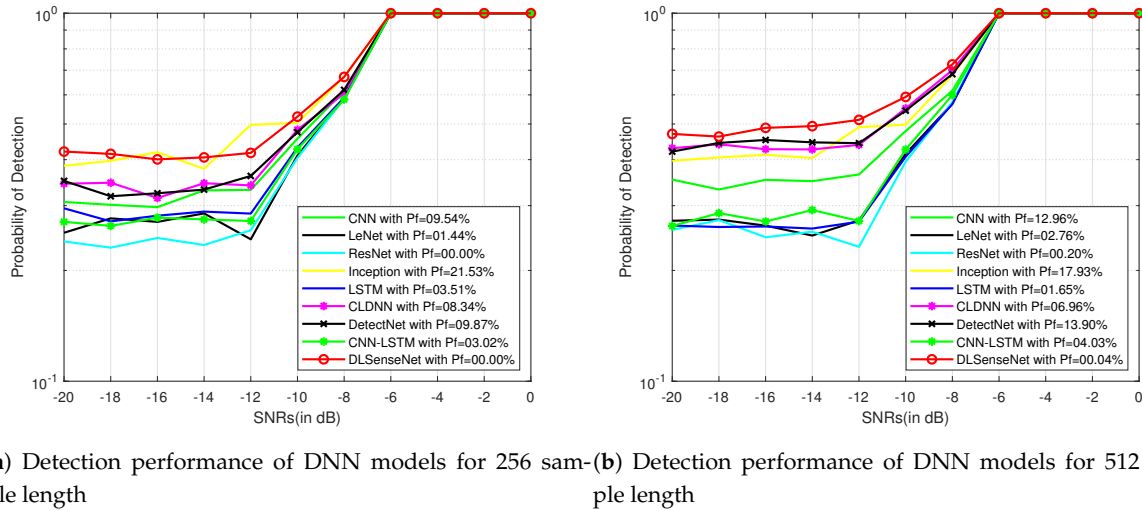 10^0
10^-1
Probability of Detection
-20 -18 -16 -14 -12 -10 -8 -6 -4 -2 0
SNRs(in dB)
CNN with Pf=09.54%
LeNet with Pf=01.44%
ResNet with Pf=00.00%
Inception with Pf=21.53%
LSTM with Pf=03.51%
CLDNN with Pf=08.34%
DetectNet with Pf=09.87%
CNN-LSTM with Pf=03.02%
DLSenseNet with Pf=00.00%
10^0
10^-1
Probability of Detection
-20 -18 -16 -14 -12 -10 -8 -6 -4 -2 0
SNRs(in dB)
CNN with Pf=12.96%
LeNet with Pf=02.76%
ResNet with Pf=00.20%
Inception with Pf=17.93%
LSTM with Pf=01.65%
CLDNN with Pf=06.96%
DetectNet with Pf=13.90%
CNN-LSTM with Pf=04.03%
DLSenseNet with Pf=00.04%
) Detection performance of DNN models for 256 sam-
le length
(b) Detection performance of DNN models for 512
ple length